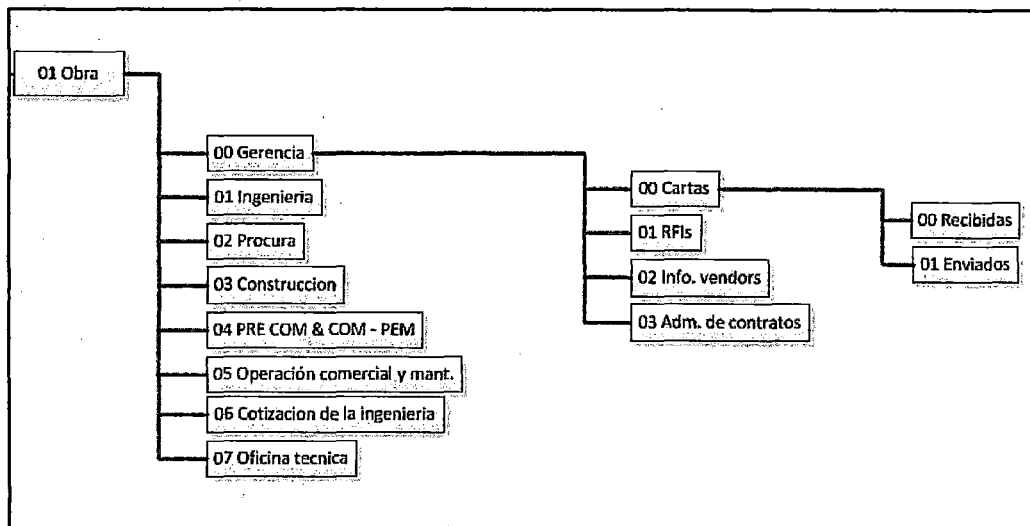 01 Obra
00 Gerencia
01 Ingenieria
02 Procura
03 Construccion
04 PRE COM & COM - PEM
05 Operación comercial y mant.
06 Cotizacion de la ingenieria
07 Oficina tecnica
00 Cartas
01 RFIs
02 Info. vendors
03 Adm. de contratos
00 Recibidas
01 Enviados